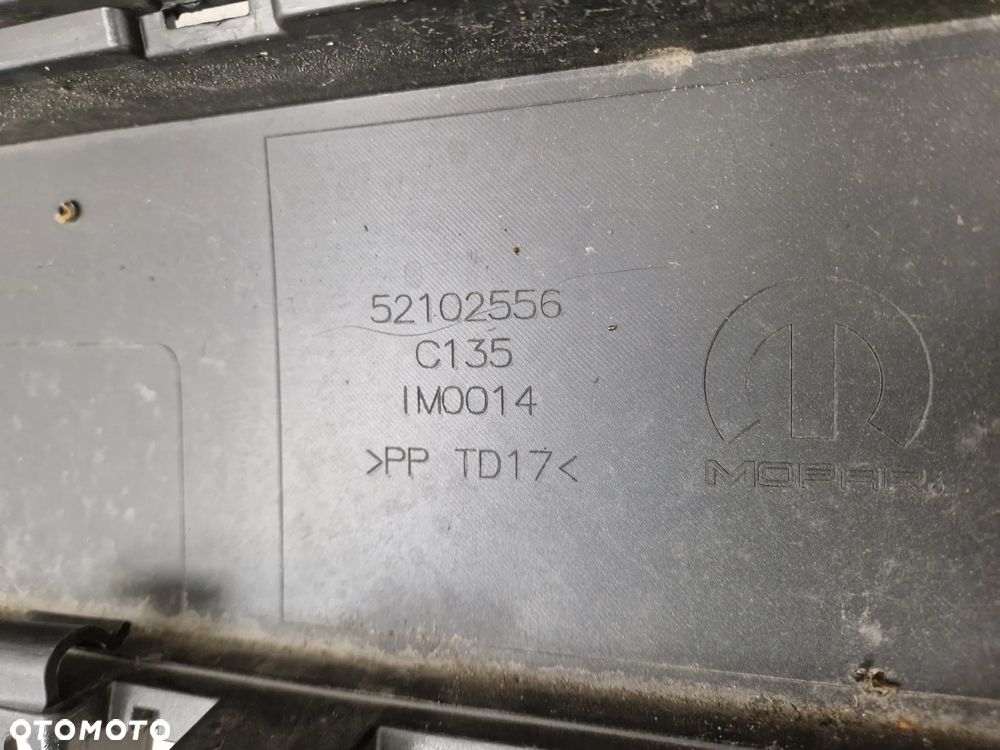 52102556
C135
IM0014
>PP TD17<
MOPAR
OTOMOTO